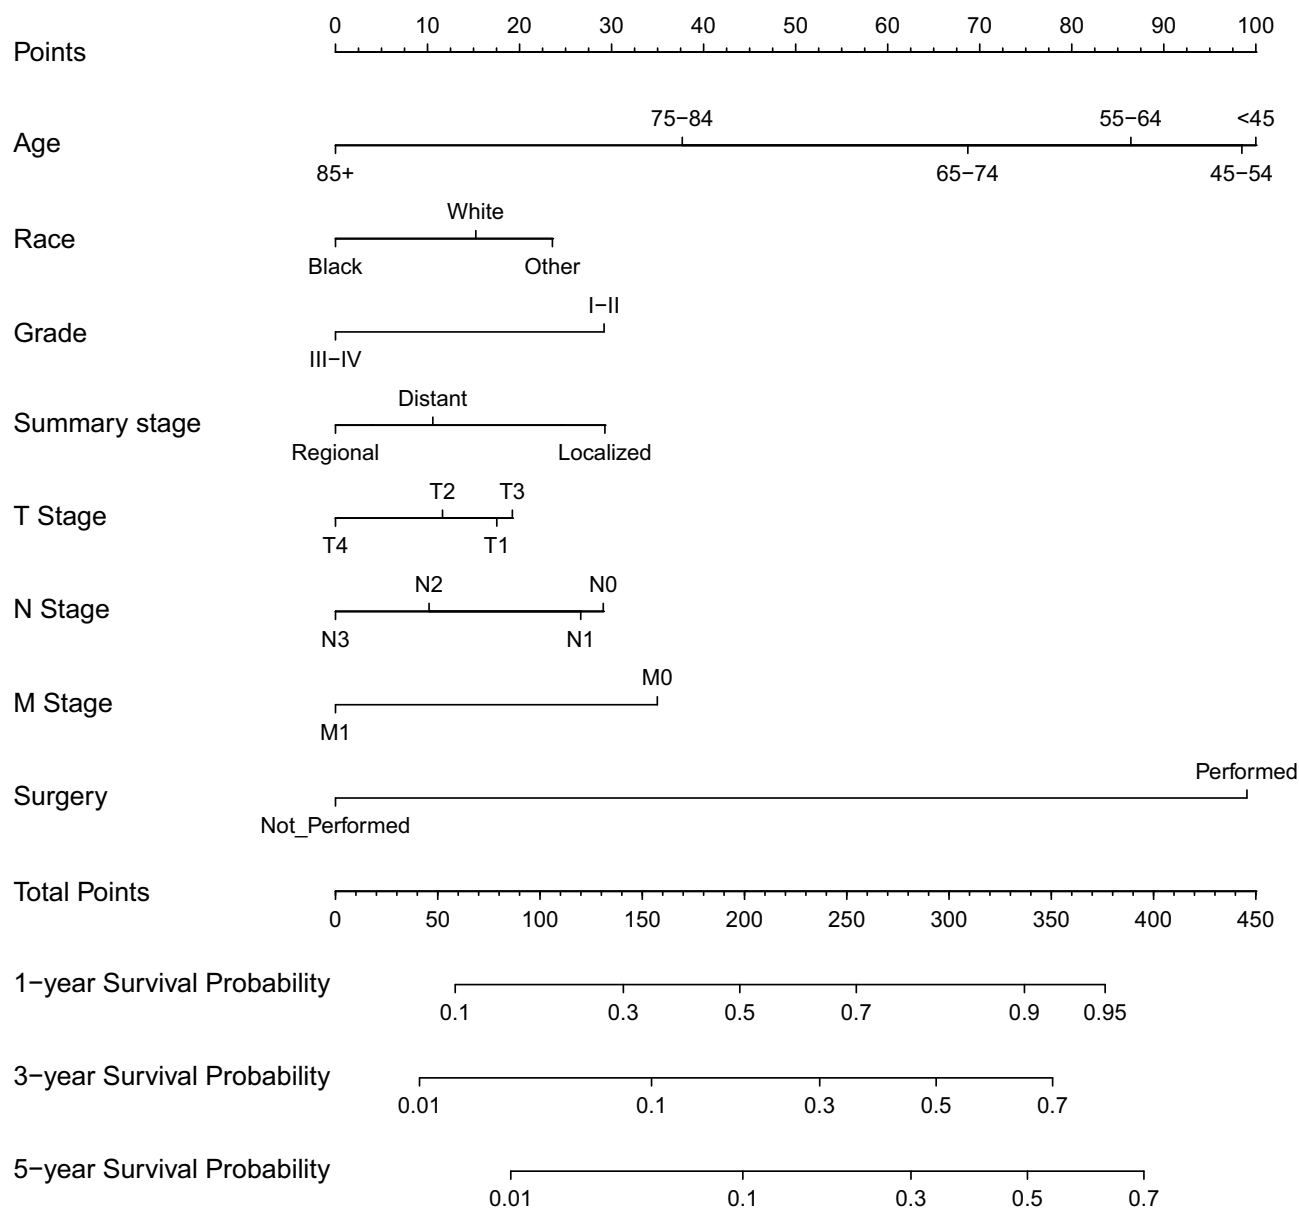 0 10 20 30 40 50 60 70 80 90 100
Points
75−84 55−64 <45
Age
85+ 65−74 45−54
White
Race
Black Other
I−II
Grade
III−IV
Distant
Summary stage
Regional Localized
T2 T3
T Stage
T4 T1
N2 N0
N Stage
N3 N1
M0
M Stage
M1
Performed
Surgery
Not_Performed
Total Points
0 50 100 150 200 250 300 350 400 450
1−year Survival Probability
0.1 0.3 0.5 0.7 0.9 0.95
3−year Survival Probability
0.01 0.1 0.3 0.5 0.7
5−year Survival Probability
0.01 0.1 0.3 0.5 0.7